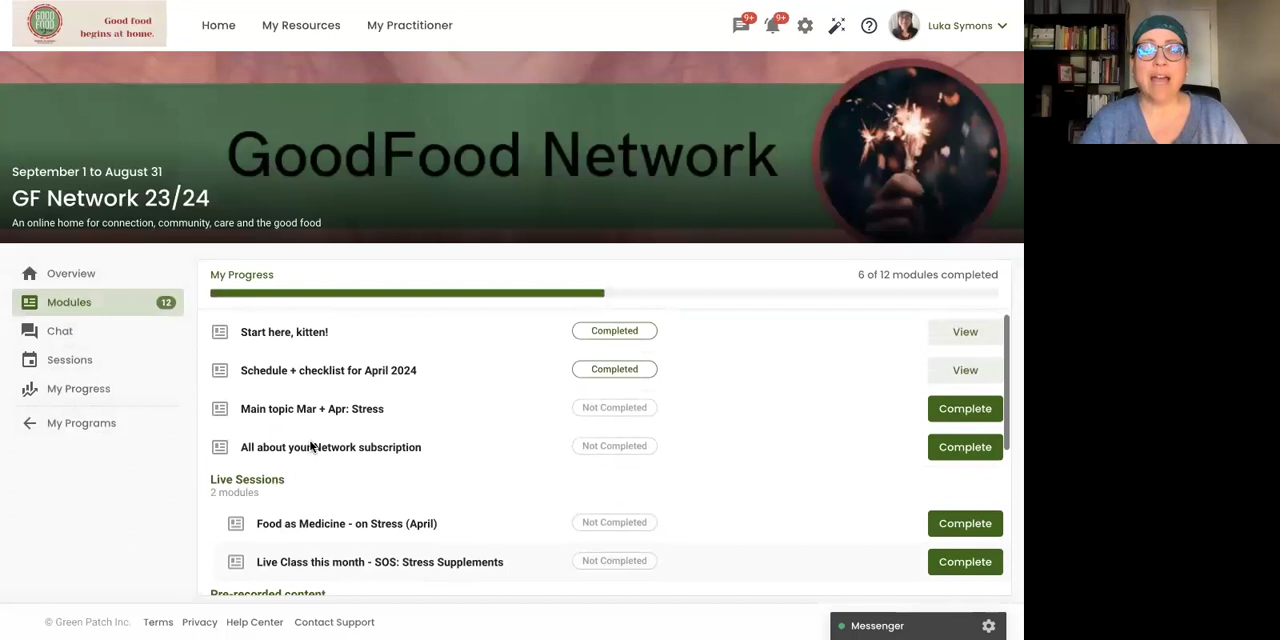 GOOD FOOD
Good food
begins at home.
Home
My Resources
My Practitioner
9+
9+
Luka Symons
GoodFood Network
September 1 to August 31
GF Network 23/24
An online home for connection, community, care and the good food
Overview
Modules
12
Chat
Sessions
My Progress
My Programs
My Progress
6 of 12 modules completed
Start here, kitten!
Completed
View
Schedule + checklist for April 2024
Completed
View
Main topic Mar + Apr: Stress
Not Completed
Complete
All about your Network subscription
Not Completed
Complete
Live Sessions
2 modules
Food as Medicine - on Stress (April)
Not Completed
Complete
Live Class this month - SOS: Stress Supplements
Not Completed
Complete
Pre-recorded content
© Green Patch Inc.
Terms
Privacy
Help Center
Contact Support
Messenger